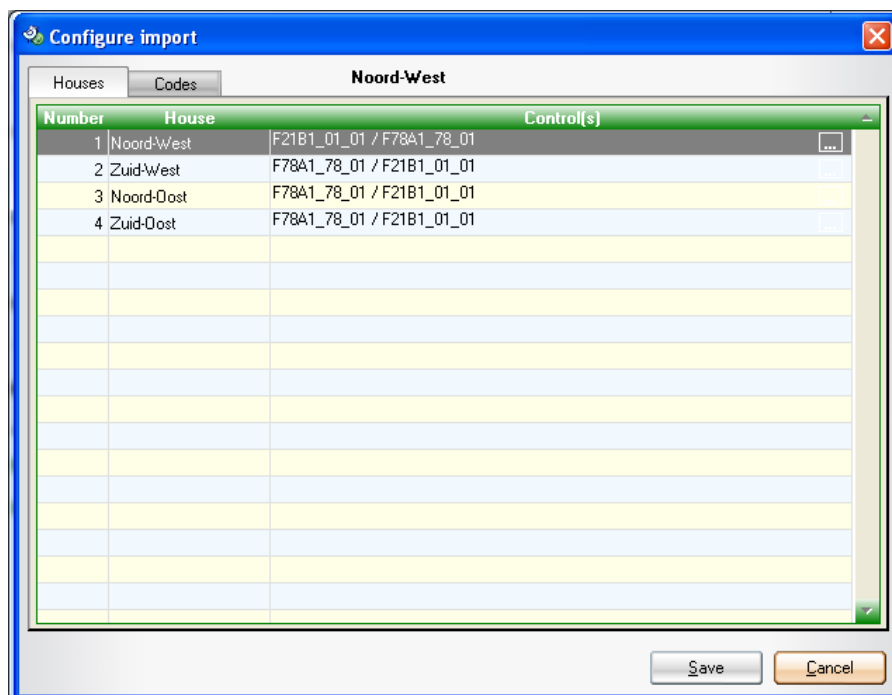 Configure import
Houses Codes Noord-West
Number House Control(s)
1 Noord-West F21B1_01_01 / F78A1_78_01 ...
2 Zuid-West F78A1_78_01 / F21B1_01_01 ...
3 Noord-Oost F78A1_78_01 / F21B1_01_01 ...
4 Zuid-Oost F78A1_78_01 / F21B1_01_01 ...
Save Cancel